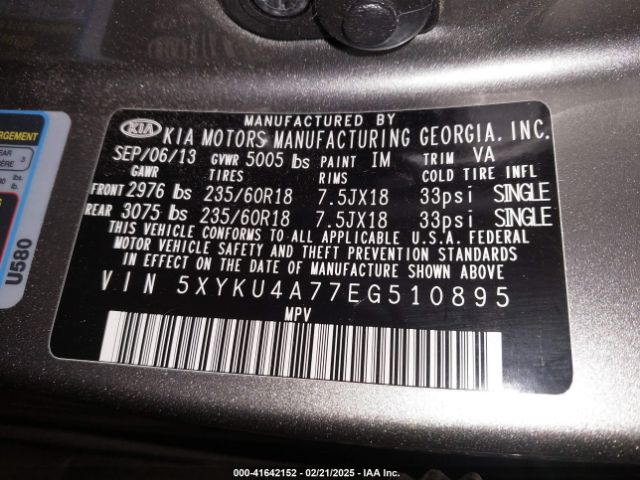 MANUFACTURED BY
KIA KIA MOTORS MANUFACTURING GEORGIA, INC.
SEP/06/13 GVWR 5005 lbs PAINT IM TRIM VA
GAWR TIRES RIMS COLD TIRE INFL
FRONT 2976 lbs 235/60R18 7.5JX18 33psi SINGLE
REAR 3075 lbs 235/60R18 7.5JX18 33psi SINGLE
THIS VEHICLE CONFORMS TO ALL APPLICABLE U.S.A. FEDERAL
MOTOR VEHICLE SAFETY AND THEFT PREVENTION STANDARDS
IN EFFECT ON THE DATE OF MANUFACTURE SHOWN ABOVE
VIN 5XYKU4A77EG510895
MPV
U580
000-41642152 - 02/21/2025 - IAA Inc.